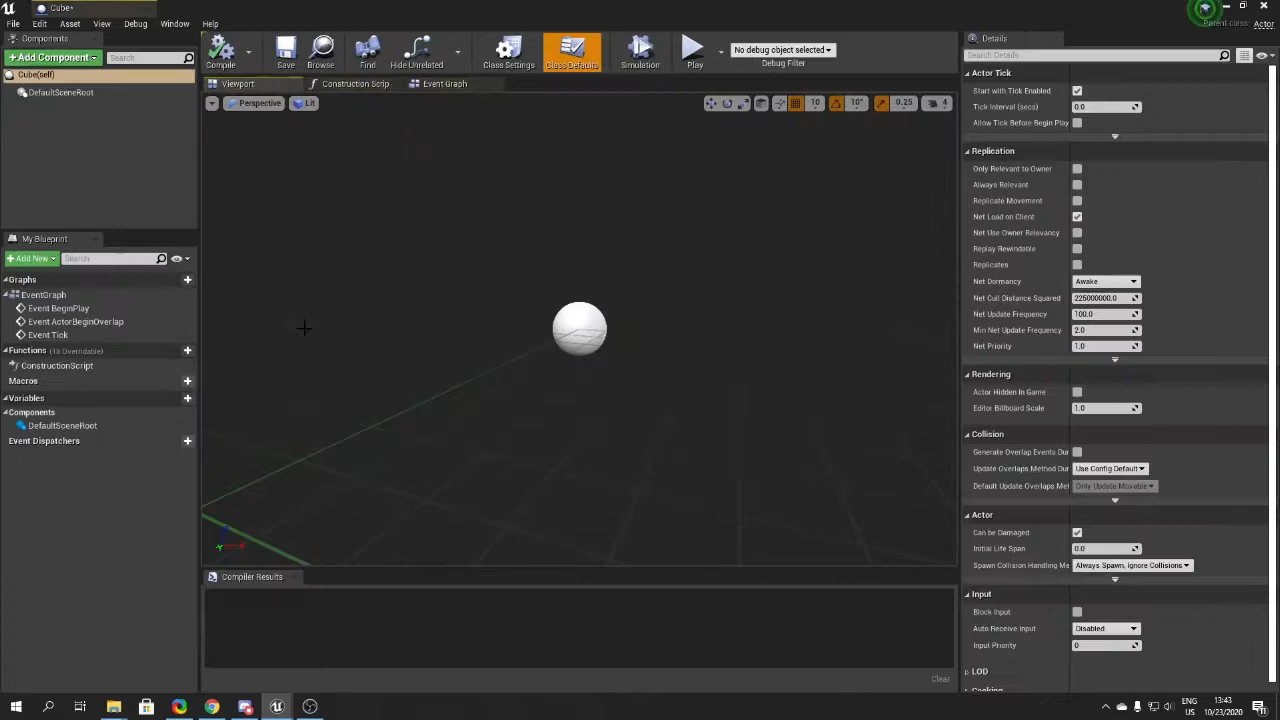 Cube*
File
Edit
Asset
View
Debug
Window
Help
Parent class:
Actor
Components
+ Add Component
Search
Cube(self)
DefaultSceneRoot
My Blueprint
+ Add New
Search
Graphs
EventGraph
Event BeginPlay
Event ActorBeginOverlap
Event Tick
Functions (18 Overridable)
ConstructionScript
Macros
Variables
Components
DefaultSceneRoot
Event Dispatchers
Compile
Save
Browse
Find
Hide Unrelated
Class Settings
Class Defaults
Simulation
Play
No debug object selected
Debug Filter
Viewport
Construction Scrip
Event Graph
Perspective
Lit
10
10°
0.25
4
Compiler Results
Clear
Details
Search Details
Actor Tick
Start with Tick Enabled
Tick Interval (secs) 0.0
Allow Tick Before Begin Play
Replication
Only Relevant to Owner
Always Relevant
Replicate Movement
Net Load on Client
Net Use Owner Relevancy
Replay Rewindable
Replicates
Net Dormancy Awake
Net Cull Distance Squared 225000000.0
Net Update Frequency 100.0
Min Net Update Frequency 2.0
Net Priority 1.0
Rendering
Actor Hidden In Game
Editor Billboard Scale 1.0
Collision
Generate Overlap Events Dur
Update Overlaps Method Dur Use Config Default
Default Update Overlaps Met Only Update Movable
Actor
Can be Damaged
Initial Life Span 0.0
Spawn Collision Handling Me Always Spawn, Ignore Collisions
Input
Block Input
Auto Receive Input Disabled
Input Priority 0
LOD
Cooking
ENG
US
13:43
10/23/2020